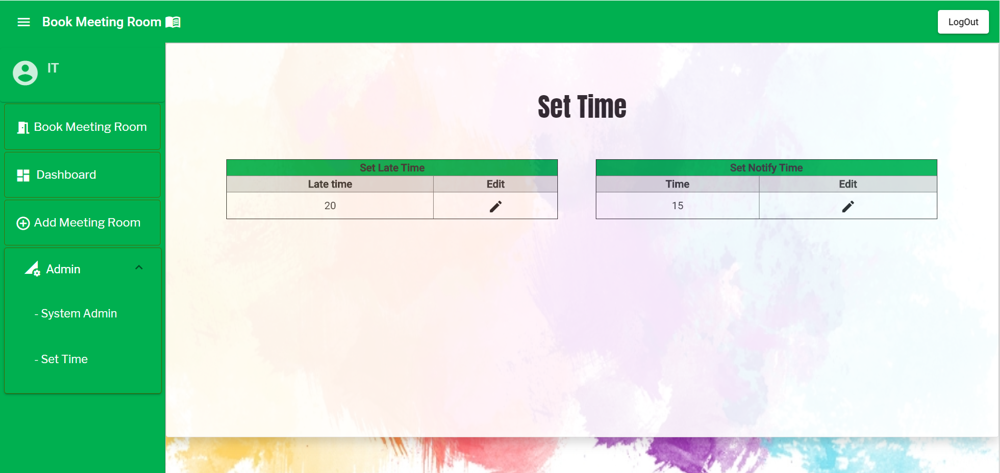 Book Meeting Room
LogOut
IT
Book Meeting Room
Dashboard
Add Meeting Room
Admin
- System Admin
- Set Time
Set Time
Set Late Time
Late time Edit
20
Set Notify Time
Time Edit
15